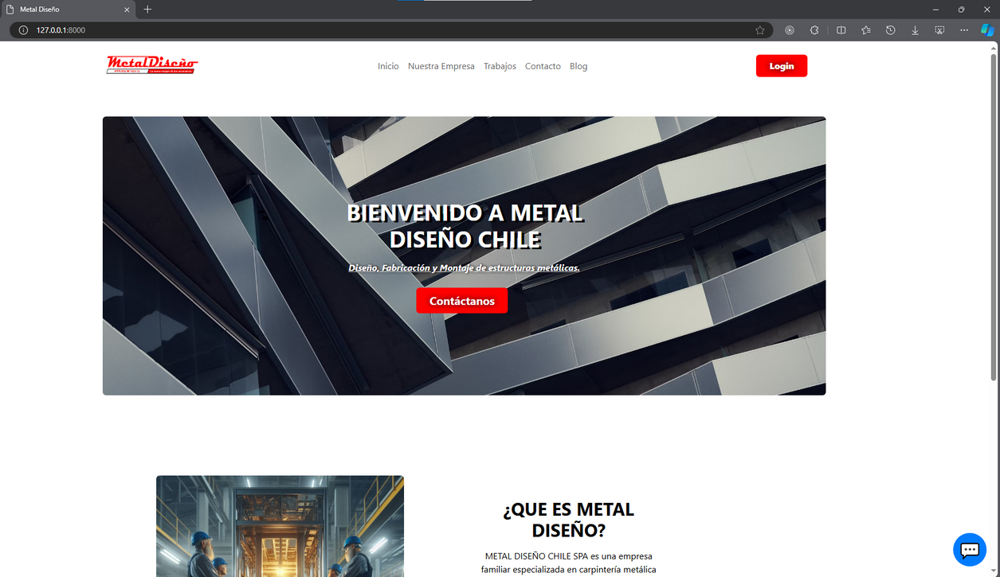 Metal Diseño
127.0.0.1:8000
MetalDiseño
Inicio Nuestra Empresa Trabajos Contacto Blog
Login
BIENVENIDO A METAL
DISEÑO CHILE
Diseño, Fabricación y Montaje de estructuras metálicas.
Contáctanos
¿QUE ES METAL
DISEÑO?
METAL DISEÑO CHILE SPA es una empresa
familiar especializada en carpintería metálica